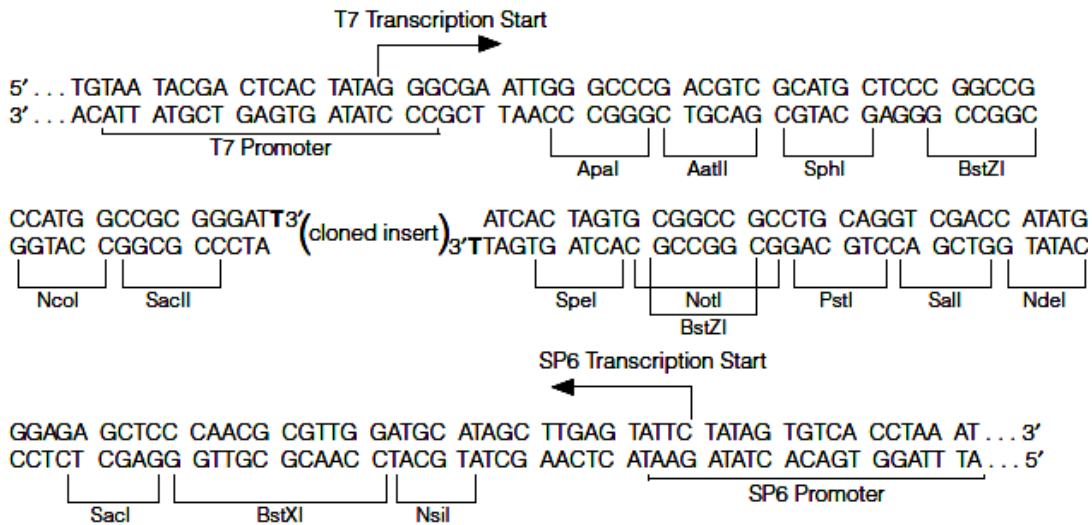 T7 Transcription Start
5′ . . . TGTAA TACGA CTCAC TATAG GGCGA ATTGG GCCCG ACGTC GCATG CTCCC GGCCG
3′ . . . ACATT ATGCT GAGTG ATATC CCGCT TAACC CGGGC TGCAG CGTAC GAGGG CCGGC
T7 Promoter
ApaI AatII SphI BstZI
CCATG GCCGC GGGATT3′ (cloned insert) ATCAC TAGTG CGGCC GCCTG CAGGT CGACC ATATG
GGTAC CGGCG CCCTA 3′TTAGTG ATCAC GCCGG CGGAC GTCCA GCTGG TATAC
NcoI SacII SpeI NotI PstI SalI NdeI
BstZI
SP6 Transcription Start
GGAGA GCTCC CAACG CGTTG GATGC ATAGC TTGAG TATTC TATAG TGTCA CCTAA AT . . . 3′
CCTCT CGAGG GTTGC GCAAC CTACG TATCG AACTC ATAAG ATATC ACAGT GGATT TA . . . 5′
SP6 Promoter
SacI BstXI NsiI